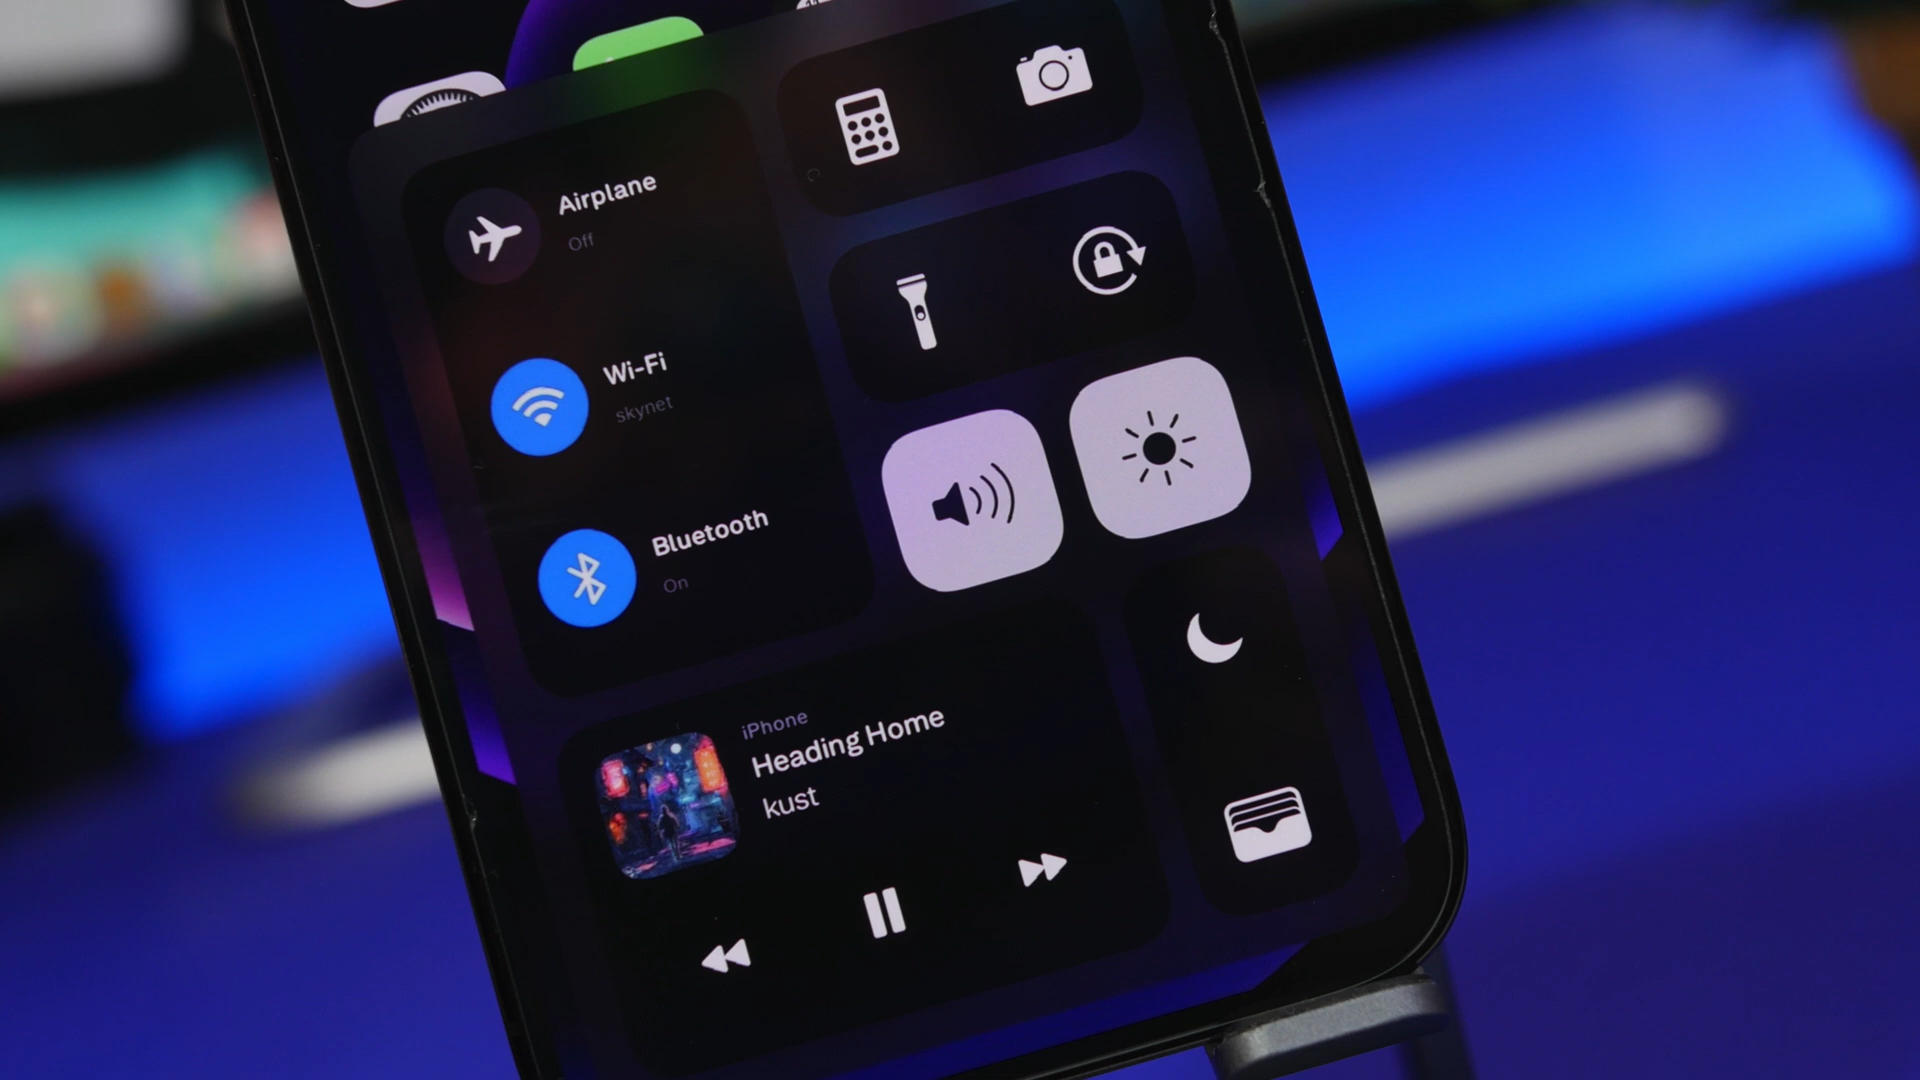 Airplane
Off
Wi-Fi
skynet
Bluetooth
On
iPhone
Heading Home
kust